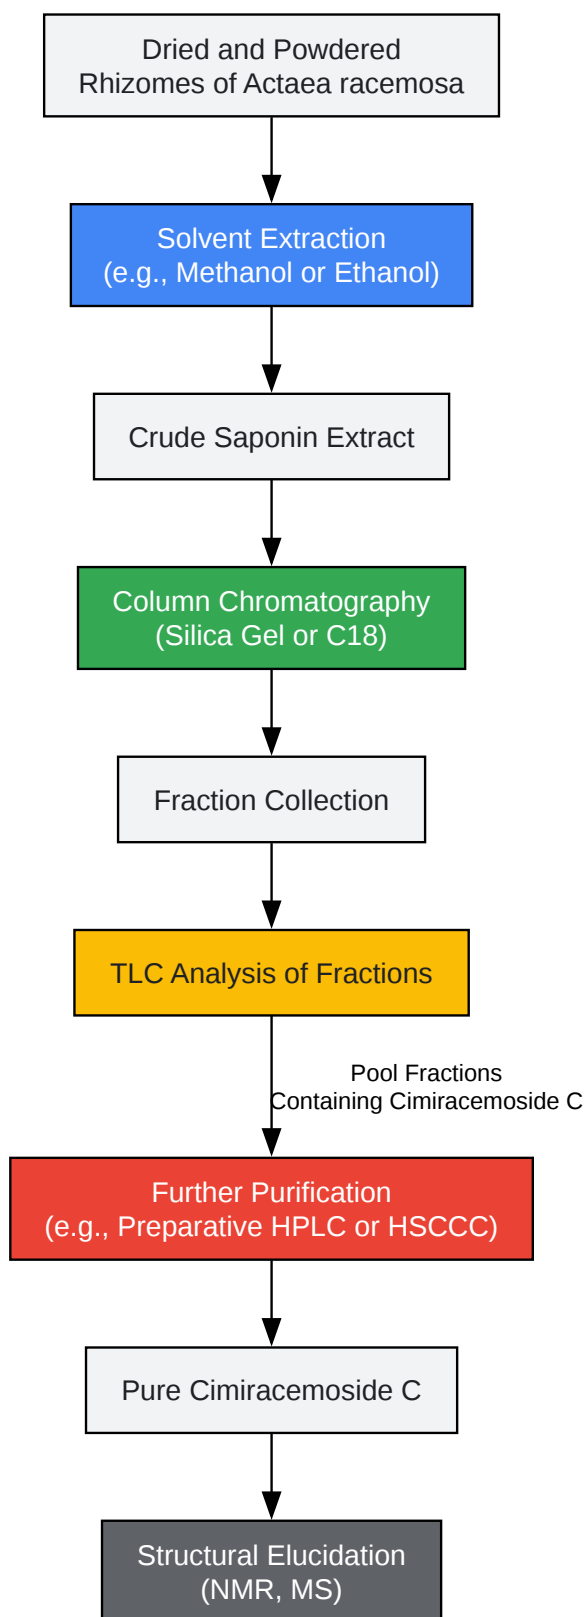 Dried and Powdered
Rhizomes of Actaea racemosa
Solvent Extraction
(e.g., Methanol or Ethanol)
Crude Saponin Extract
Column Chromatography
(Silica Gel or C18)
Fraction Collection
TLC Analysis of Fractions
Pool Fractions
Containing Cimiracemoside C
Further Purification
(e.g., Preparative HPLC or HSCCC)
Pure Cimiracemoside C
Structural Elucidation
(NMR, MS)